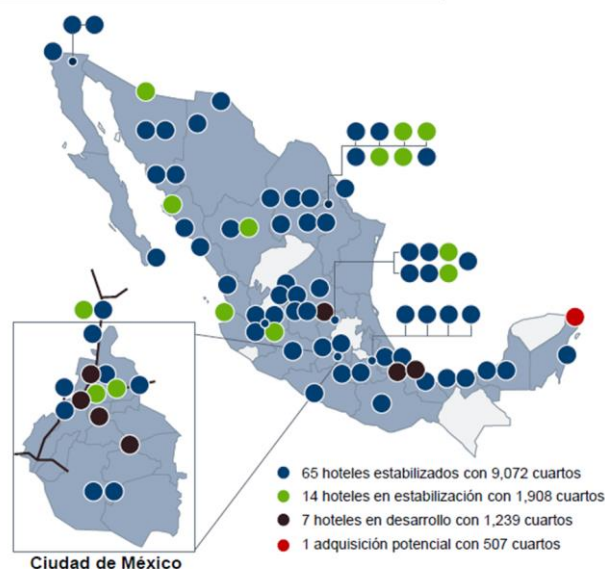 65 hoteles estabilizados con 9,072 cuartos
14 hoteles en estabilización con 1,908 cuartos
7 hoteles en desarrollo con 1,239 cuartos
1 adquisición potencial con 507 cuartos
Ciudad de México